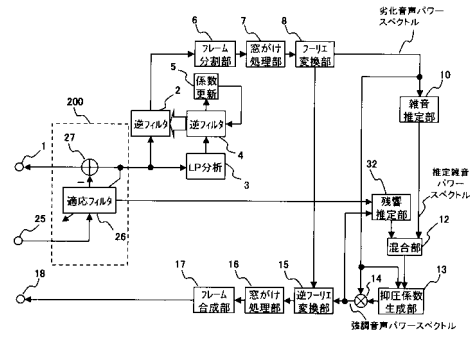 劣化音声パワー
スペクトル
6
7
8
フレーム
分割部
窓がけ
処理部
フーリエ
変換部
5
係数
更新
2
10
雑音
推定部
200
逆フィルタ
逆フィルタ
4
1
27
LP分析
3
32
残響
推定部
推定雑音
パワー
スペクトル
−
適応フィルタ
25
26
混合部
12
18
17
16
15
14
13
フレーム
合成部
窓がけ
処理部
逆フーリエ
変換部
抑圧係数
生成部
強調音声パワースペクトル